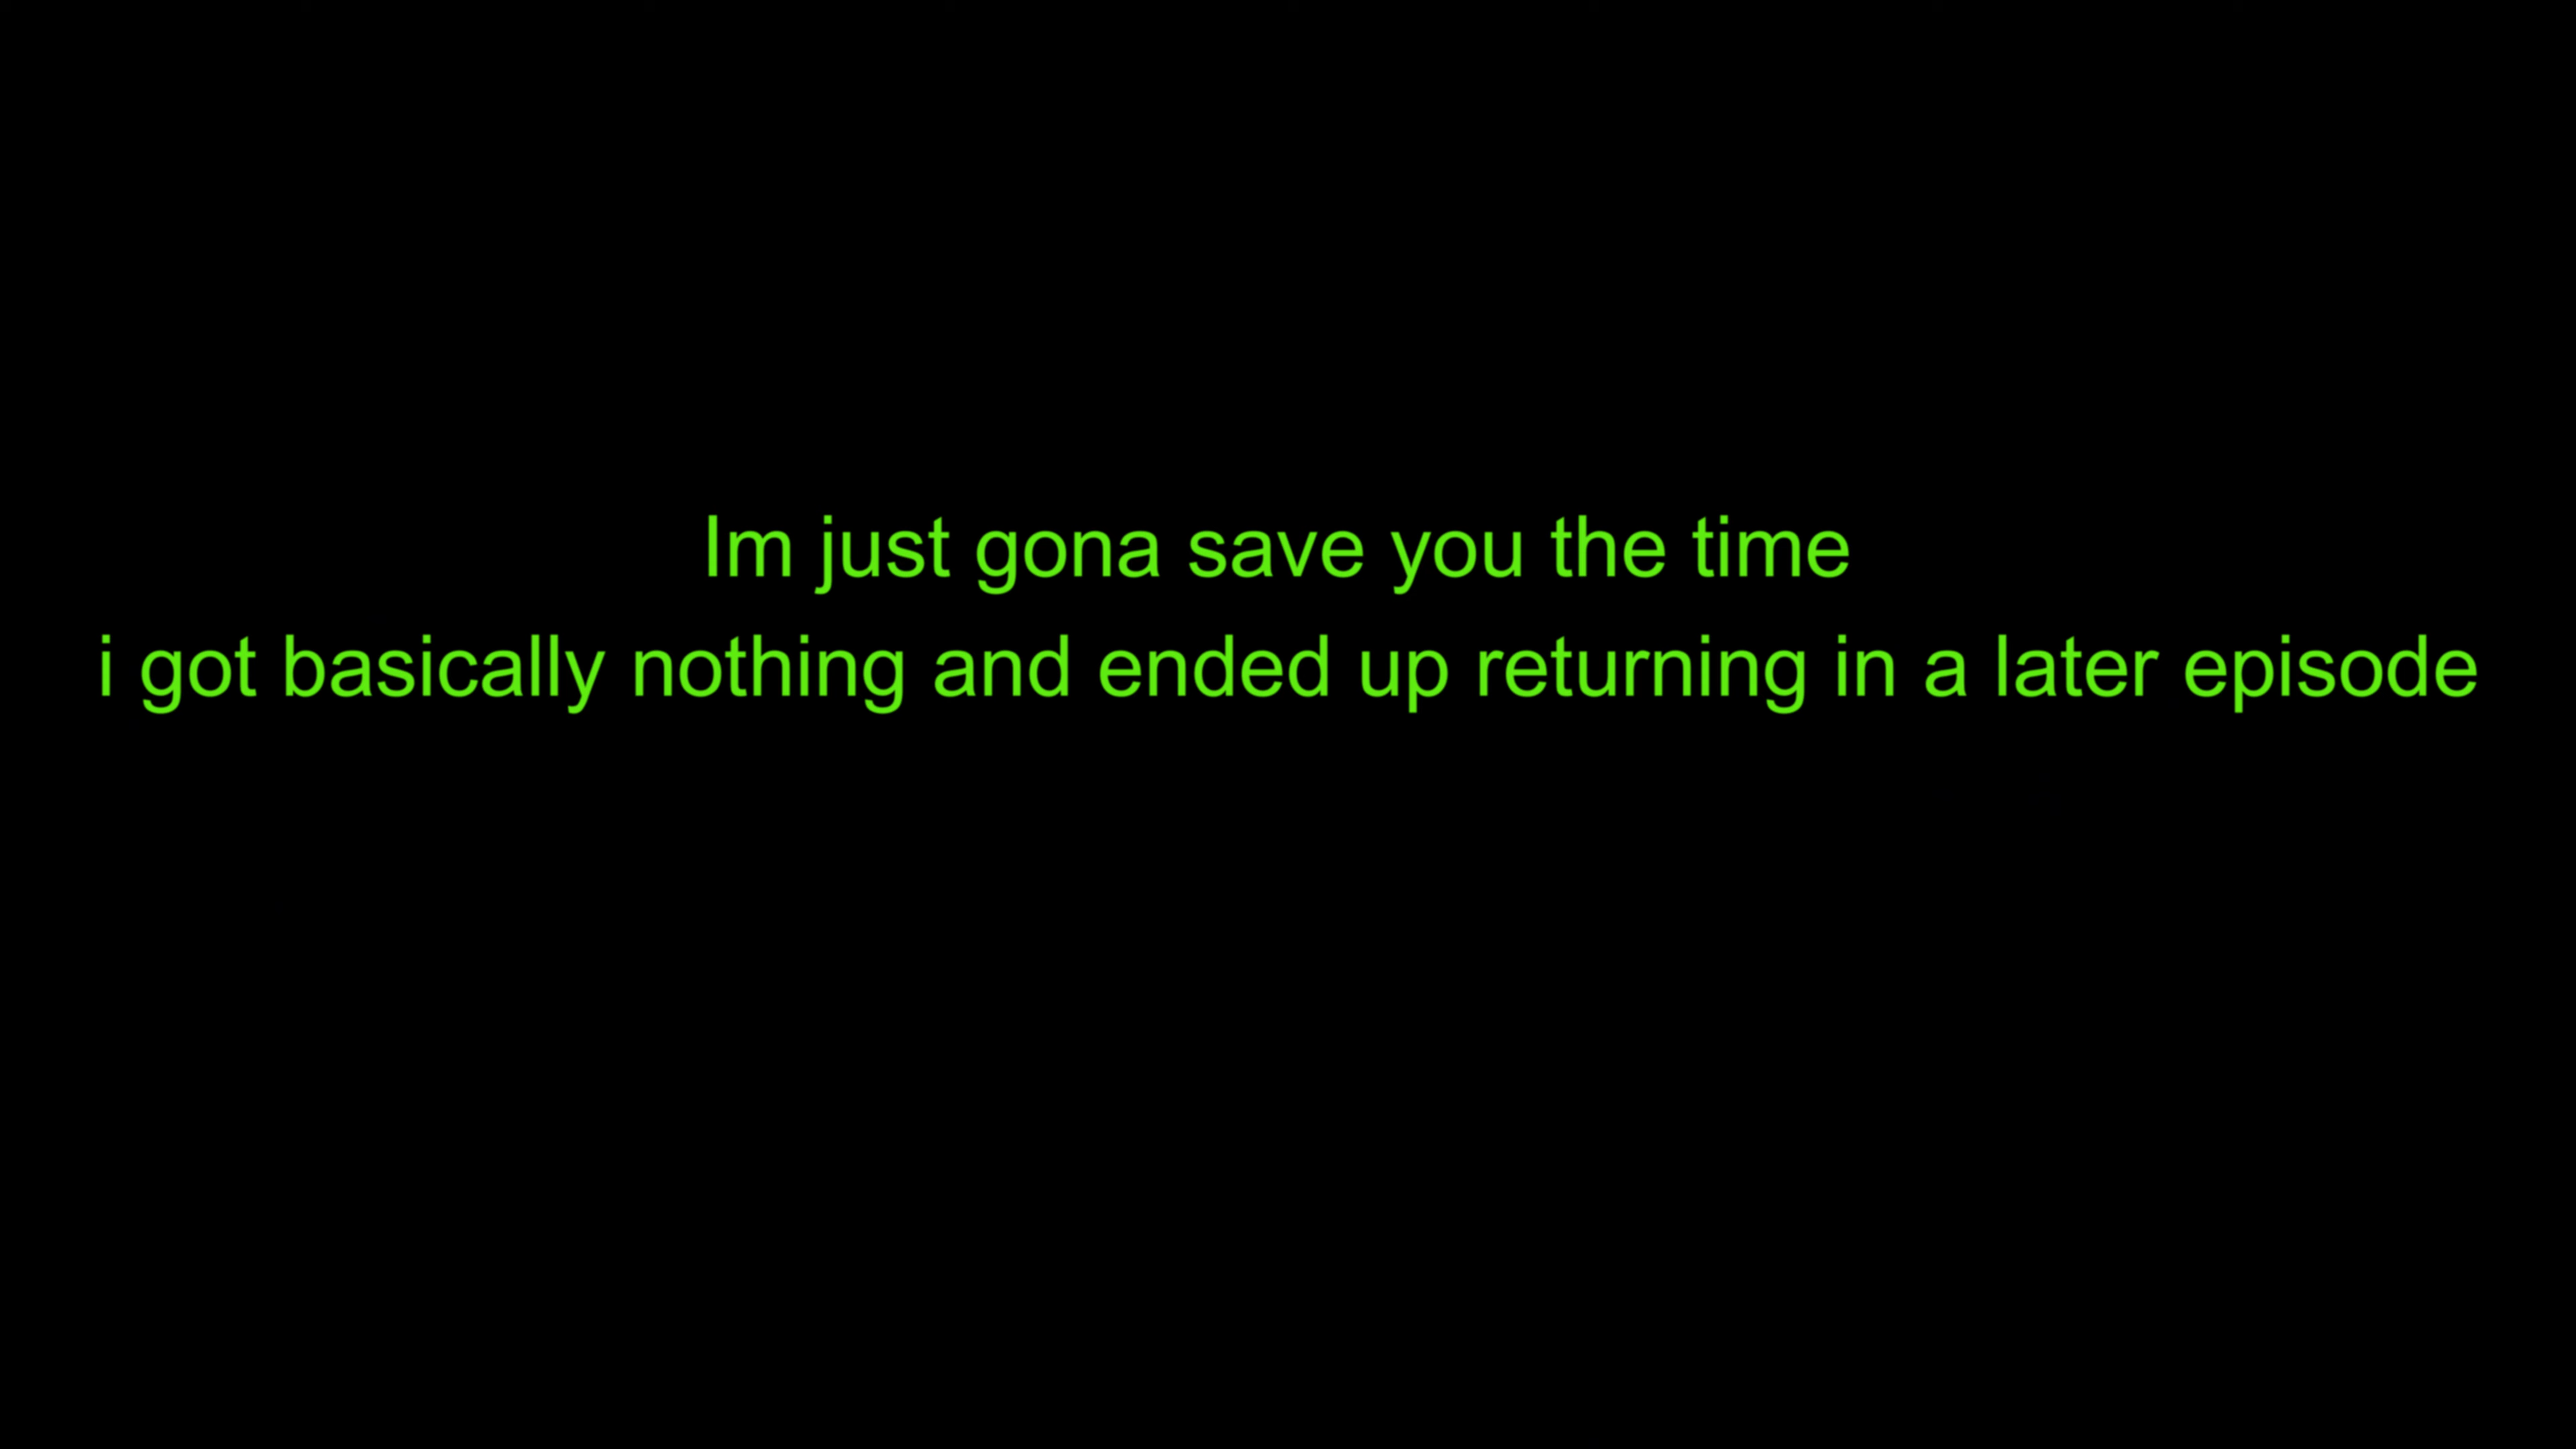 Im just gona save you the time
i got basically nothing and ended up returning in a later episode